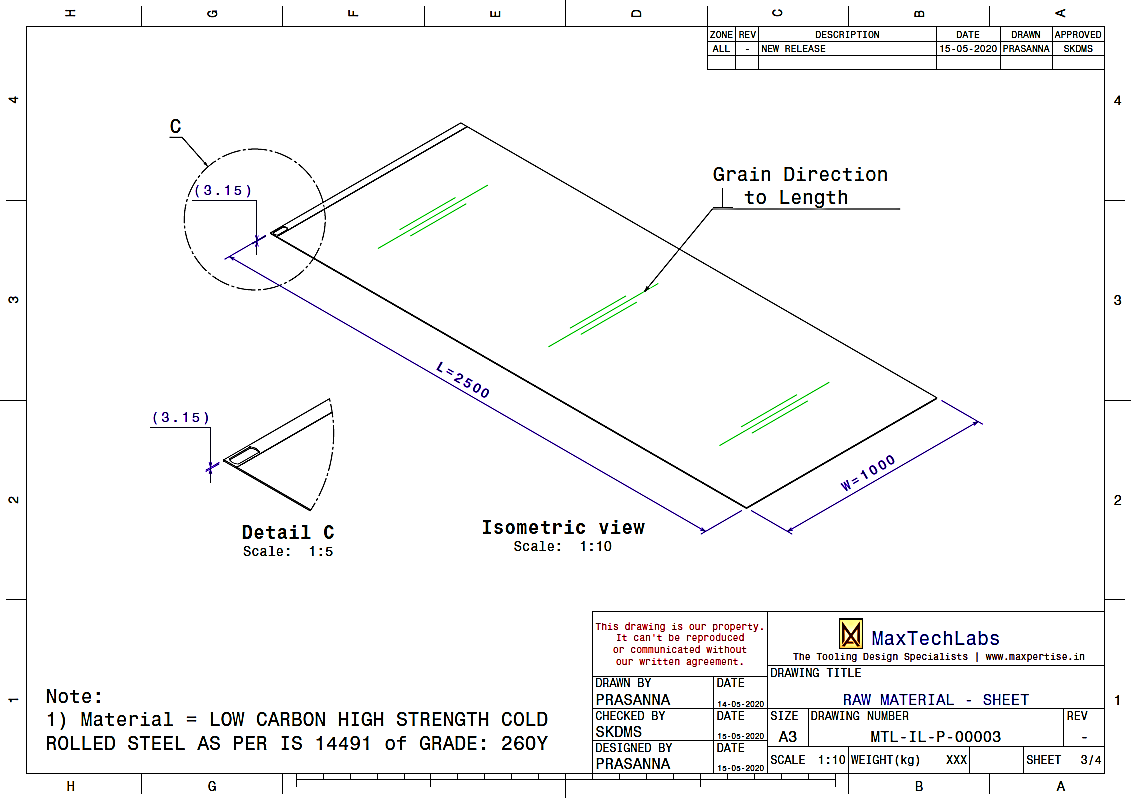 H G F E D C B A
ZONE REV DESCRIPTION DATE DRAWN APPROVED
ALL - NEW RELEASE 15-05-2020 PRASANNA SKDMS
4 4
C
(3.15)
Grain Direction
to Length
3 3
L=2500
W=1000
(3.15)
2 2
Detail C
Scale: 1:5
Isometric view
Scale: 1:10
This drawing is our property.
It can't be reproduced
or communicated without
our written agreement.
MaxTechLabs
The Tooling Design Specialists | www.maxpertise.in
DRAWN BY DATE
PRASANNA 14-05-2020
DRAWING TITLE
RAW MATERIAL - SHEET
CHECKED BY DATE
SKDMS 15-05-2020
SIZE DRAWING NUMBER REV
A3 MTL-IL-P-00003 -
DESIGNED BY DATE
PRASANNA 15-05-2020
SCALE 1:10 WEIGHT(kg) XXX SHEET 3/4
1 1
Note:
1) Material = LOW CARBON HIGH STRENGTH COLD
ROLLED STEEL AS PER IS 14491 of GRADE: 260Y
H G B A